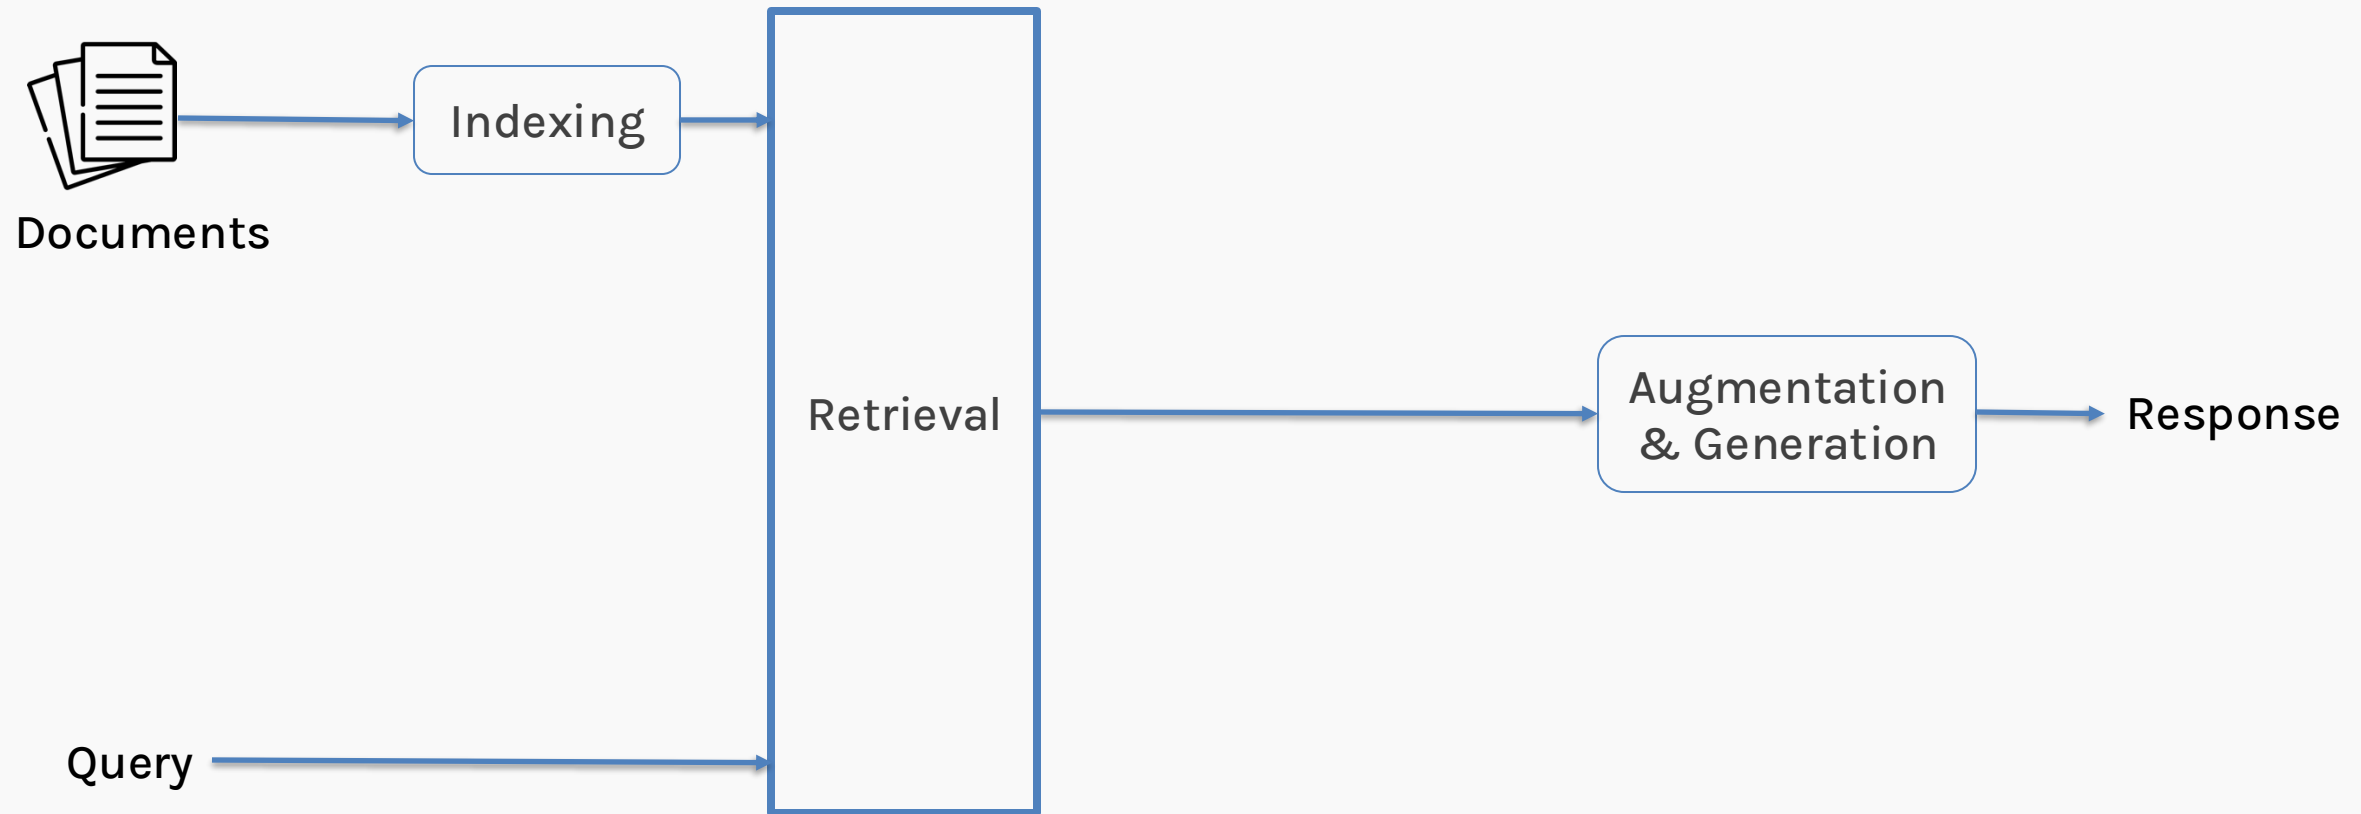 Indexing
Documents
Retrieval
Augmentation
& Generation
Response
Query